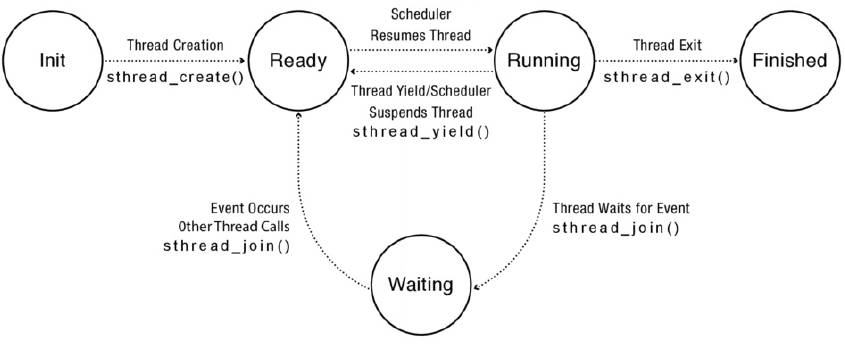 Init
Thread Creation
sthread_create()
Ready
Scheduler
Resumes Thread
Thread Yield/Scheduler
Suspends Thread
sthread_yield()
Running
Thread Exit
sthread_exit()
Finished
Event Occurs
Other Thread Calls
sthread_join()
Thread Waits for Event
sthread_join()
Waiting